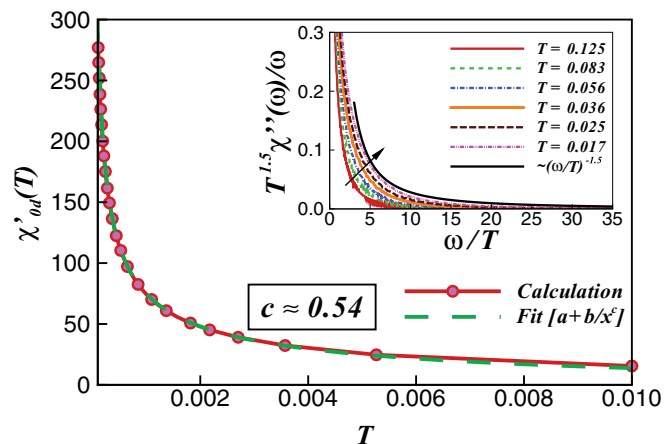 300
250
200
150
100
50
0
χ'0d(T)
0.002
0.004
0.006
0.008
0.010
T
c ≈ 0.54
Calculation
Fit [a+b/x^c]
0.3
0.2
0.1
0.0
T^1.5 χ''(ω)/ω
0
5
10
15
20
25
30
35
ω/T
T = 0.125
T = 0.083
T = 0.056
T = 0.036
T = 0.025
T = 0.017
~(ω/T)^-1.5